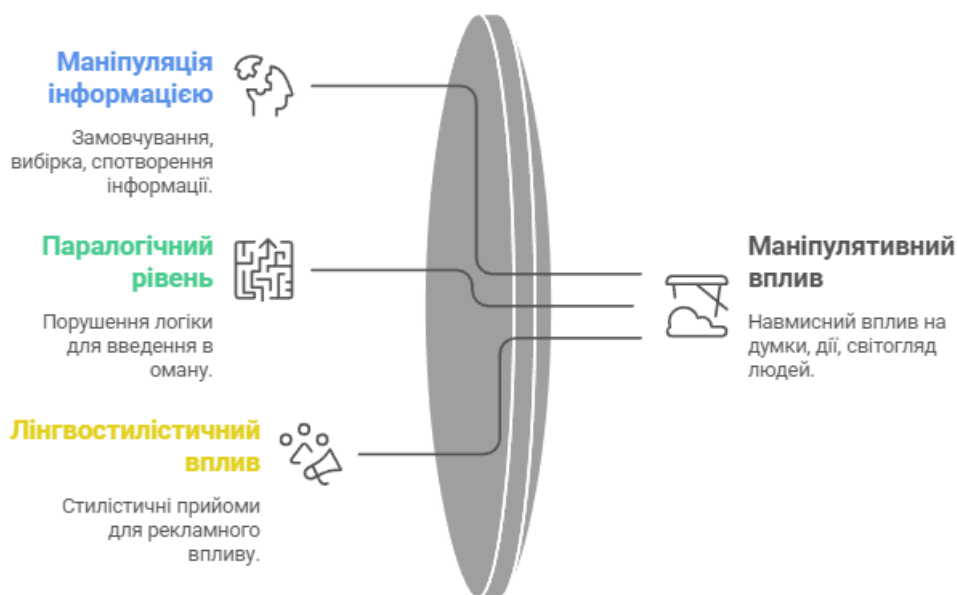 Маніпуляція
інформацією
Замовчування,
вибірка, спотворення
інформації.
Паралогічний
рівень
Порушення логіки
для введення в
оману.
Лінгвостилістичний
вплив
Стилістичні прийоми
для рекламного
впливу.
Маніпулятивний
вплив
Навмисний вплив на
думки, дії, світогляд
людей.